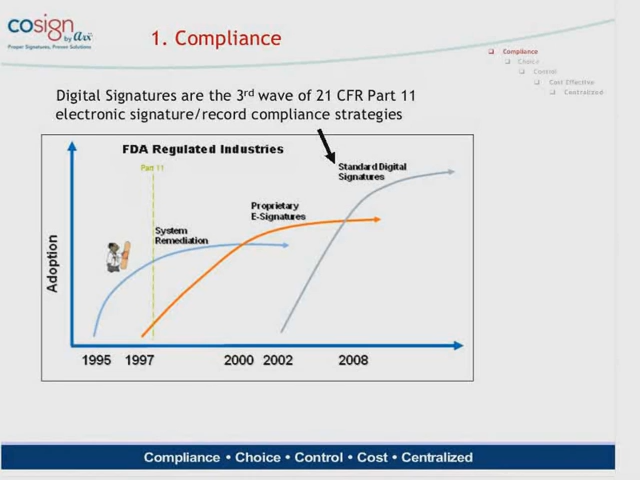 cosign
by arx
Proper Signatures, Proven Solutions
1. Compliance
Compliance
Choice
Control
Cost Effective
Centralized
Digital Signatures are the 3rd wave of 21 CFR Part 11
electronic signature/record compliance strategies
FDA Regulated Industries
Part 11
Standard Digital
Signatures
Proprietary
E-Signatures
System
Remediation
Adoption
1995 1997 2000 2002 2008
Compliance • Choice • Control • Cost • Centralized